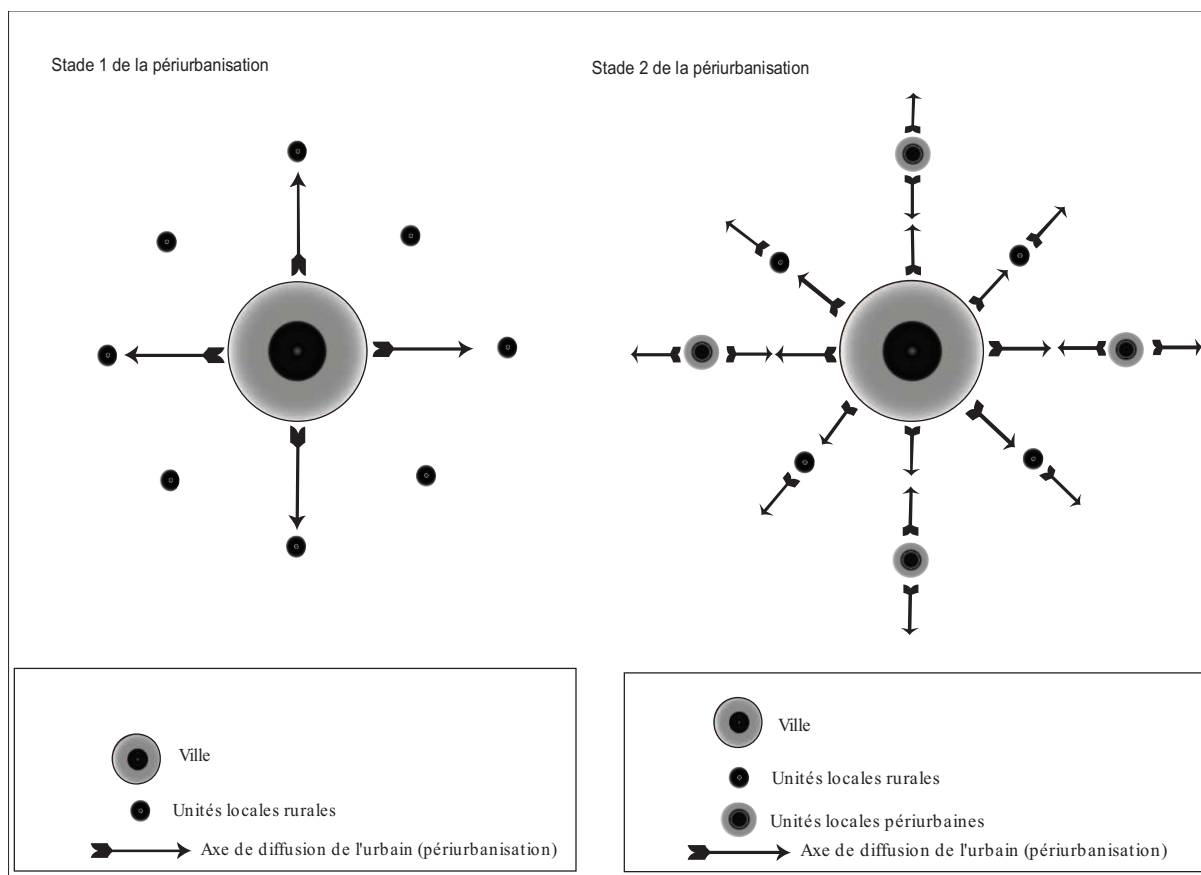 Stade 1 de la périurbanisation
Stade 2 de la périurbanisation
Ville
Unités locales rurales
Axe de diffusion de l'urbain (périurbanisation)
Ville
Unités locales rurales
Unités locales périurbaines
Axe de diffusion de l'urbain (périurbanisation)